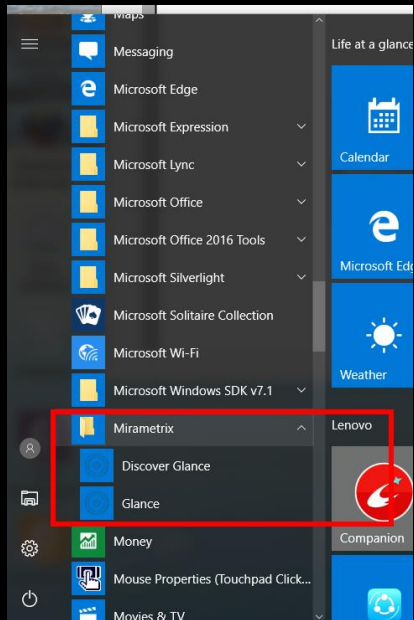 Maps
Messaging
Microsoft Edge
Microsoft Expression
Microsoft Lync
Microsoft Office
Microsoft Office 2016 Tools
Microsoft Silverlight
Microsoft Solitaire Collection
Microsoft Wi-Fi
Microsoft Windows SDK v7.1
Mirametrix
Discover Glance
Glance
Money
Mouse Properties (Touchpad Click...
Movies & TV
Life at a glance
Calendar
Microsoft Edg
Weather
Lenovo
Companion